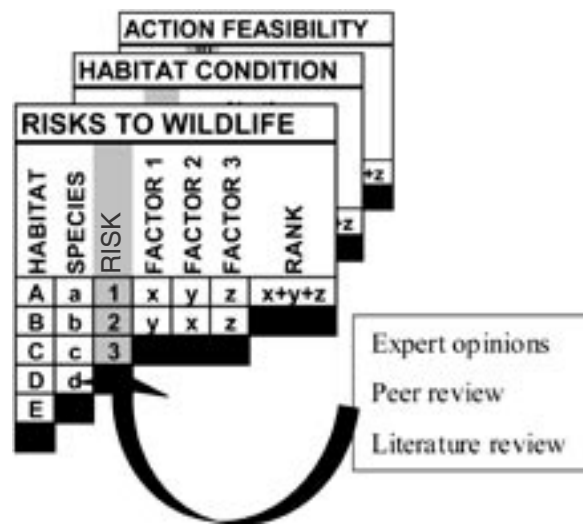 ACTION FEASIBILITY
HABITAT CONDITION
RISKS TO WILDLIFE
HABITAT SPECIES RISK FACTOR 1 FACTOR 2 FACTOR 3 RANK
A a 1 x y z x+y+z
B b 2 y x z
C c 3
D d
E
+z
+z
Expert opinions
Peer review
Literature review